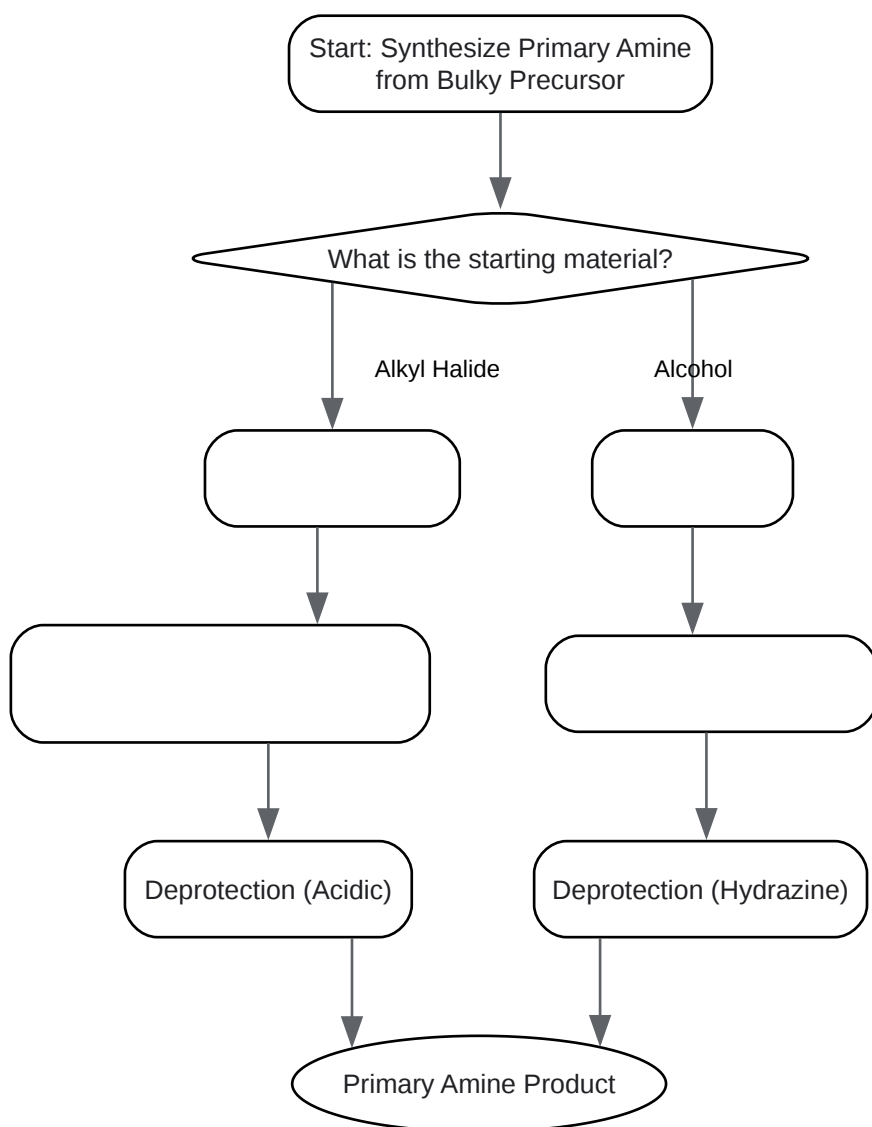 Start: Synthesize Primary Amine
from Bulky Precursor
What is the starting material?
Alkyl Halide
Alcohol
Deprotection (Acidic)
Deprotection (Hydrazine)
Primary Amine Product